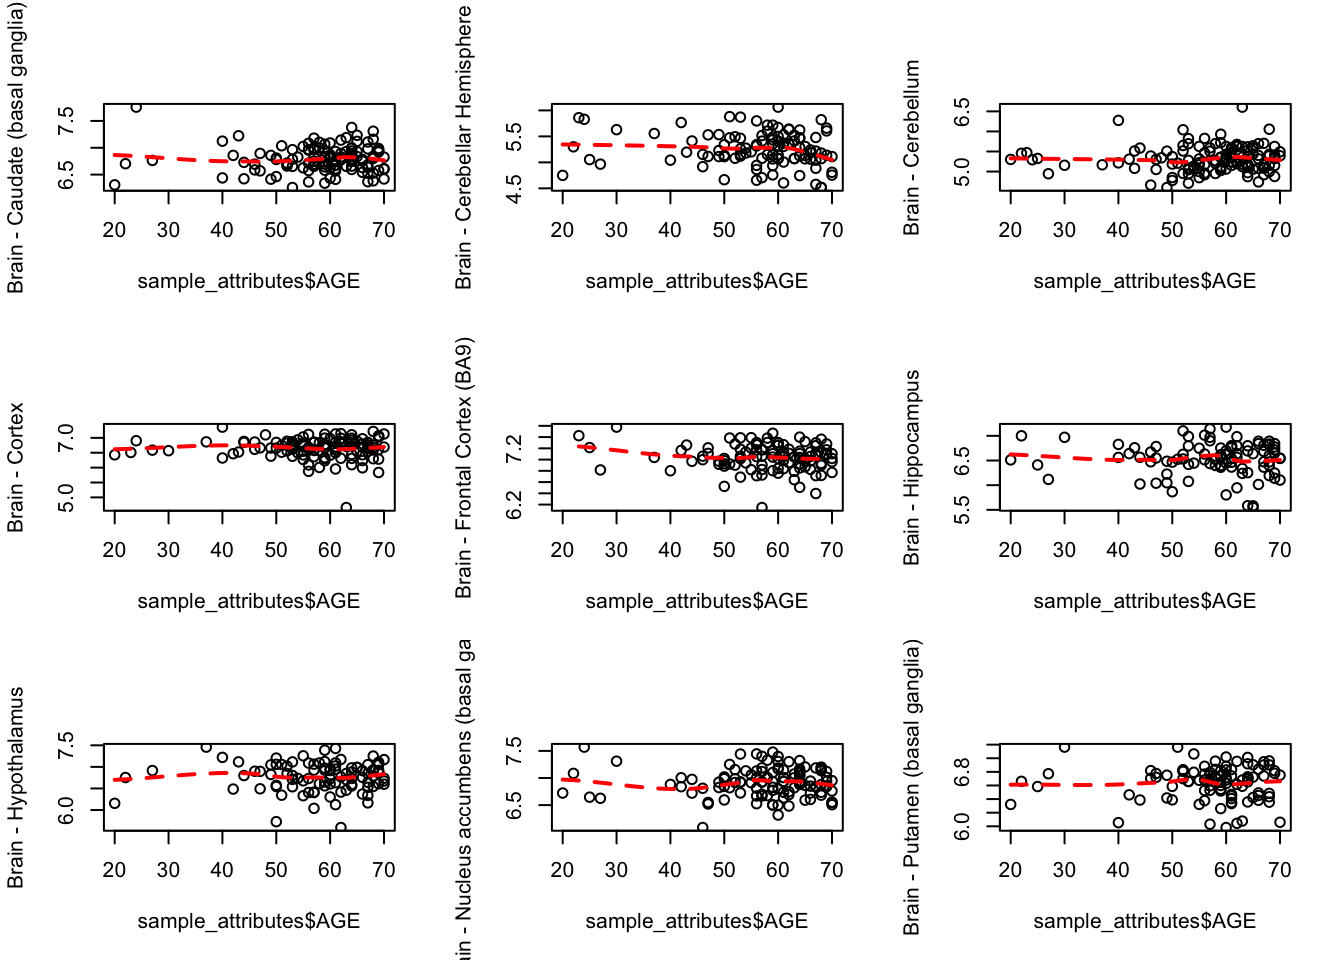 Brain - Caudate (basal ganglia)
7.5
6.5
20 30 40 50 60 70
sample_attributes$AGE
Brain - Cerebellar Hemisphere
5.5
4.5
20 30 40 50 60 70
sample_attributes$AGE
Brain - Cerebellum
6.5
5.0
20 30 40 50 60 70
sample_attributes$AGE
Brain - Cortex
7.0
5.0
20 30 40 50 60 70
sample_attributes$AGE
Brain - Frontal Cortex (BA9)
7.2
6.2
20 30 40 50 60 70
sample_attributes$AGE
Brain - Hippocampus
6.5
5.5
20 30 40 50 60 70
sample_attributes$AGE
Brain - Hypothalamus
7.5
6.0
20 30 40 50 60 70
sample_attributes$AGE
ain - Nucleus accumbens (basal ga
7.5
6.5
20 30 40 50 60 70
sample_attributes$AGE
Brain - Putamen (basal ganglia)
6.8
6.0
20 30 40 50 60 70
sample_attributes$AGE